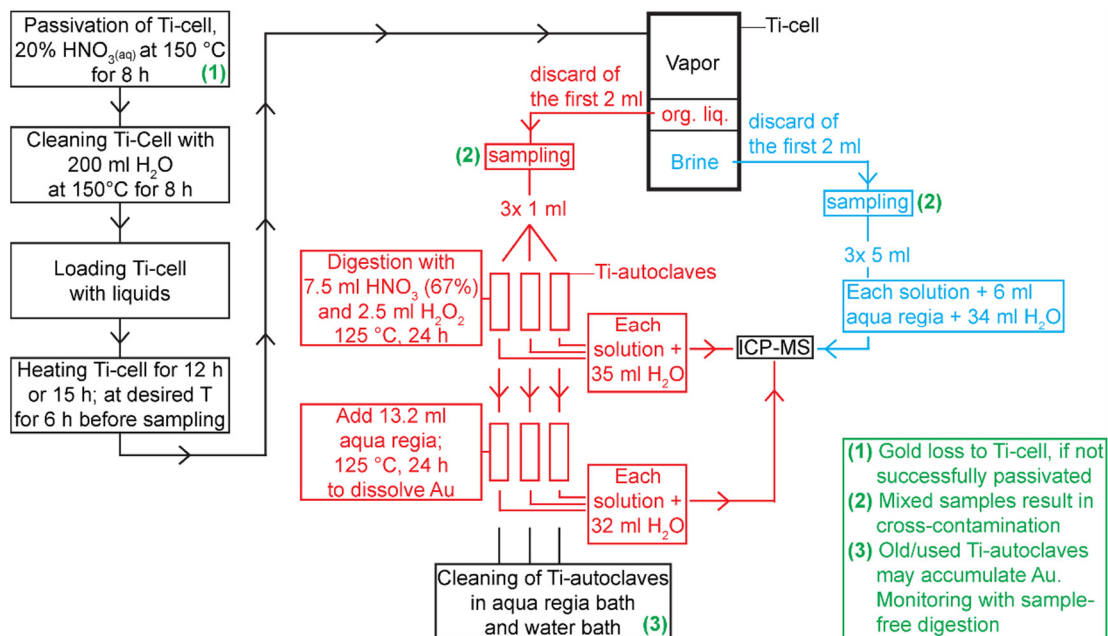 Passivation of Ti-cell,
20% HNO3(aq) at 150 °C
for 8 h (1)
Cleaning Ti-Cell with
200 ml H2O
at 150°C for 8 h
Loading Ti-cell
with liquids
Heating Ti-cell for 12 h
or 15 h; at desired T
for 6 h before sampling
Ti-cell
Vapor
org. liq.
Brine
discard of
the first 2 ml
(2) sampling
3x 1 ml
Digestion with
7.5 ml HNO3 (67%)
and 2.5 ml H2O2
125 °C, 24 h
Ti-autoclaves
Each
solution +
35 ml H2O
Add 13.2 ml
aqua regia;
125 °C, 24 h
to dissolve Au
Each
solution +
32 ml H2O
Cleaning of Ti-autoclaves
in aqua regia bath
and water bath (3)
discard of
the first 2 ml
sampling (2)
3x 5 ml
Each solution + 6 ml
aqua regia + 34 ml H2O
ICP-MS
(1) Gold loss to Ti-cell, if not
successfully passivated
(2) Mixed samples result in
cross-contamination
(3) Old/used Ti-autoclaves
may accumulate Au.
Monitoring with sample-
free digestion